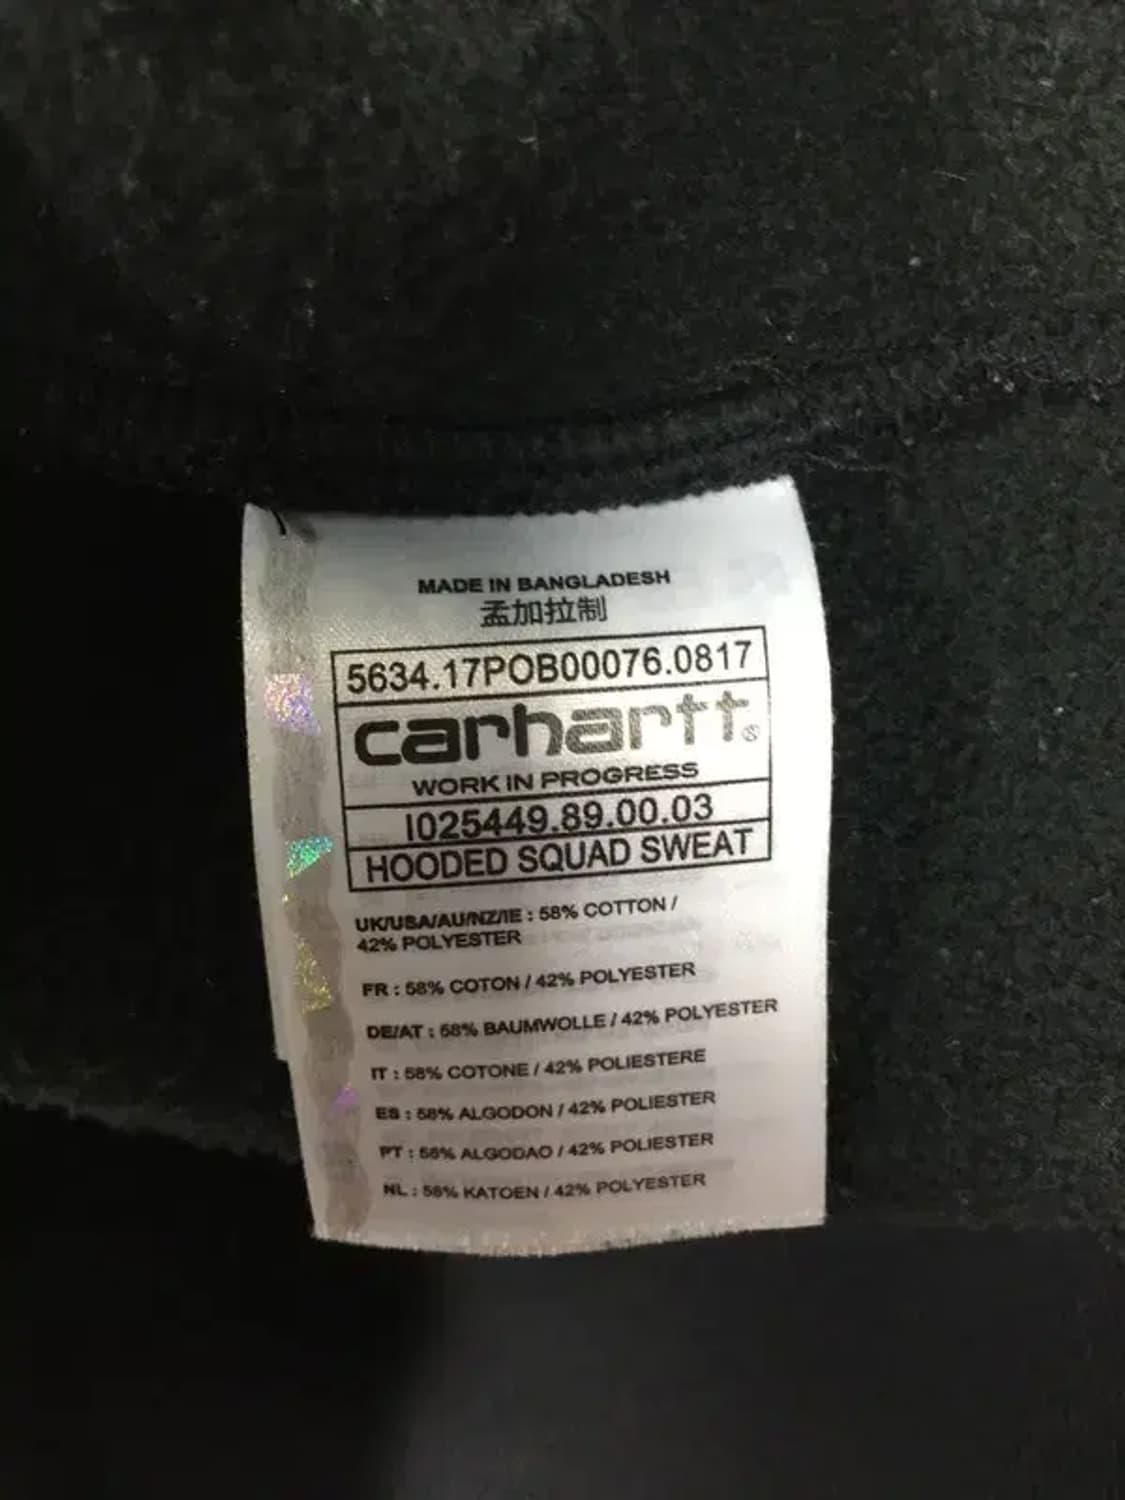 MADE IN BANGLADESH
孟加拉制
5634.17POB00076.0817
carhartt®
WORK IN PROGRESS
I025449.89.00.03
HOODED SQUAD SWEAT
UK/USA/AU/NZ/IE : 58% COTTON /
42% POLYESTER
FR : 58% COTON / 42% POLYESTER
DE/AT : 58% BAUMWOLLE / 42% POLYESTER
IT : 58% COTONE / 42% POLIESTERE
ES : 58% ALGODON / 42% POLIESTER
PT : 58% ALGODAO / 42% POLIESTER
NL : 58% KATOEN / 42% POLYESTER